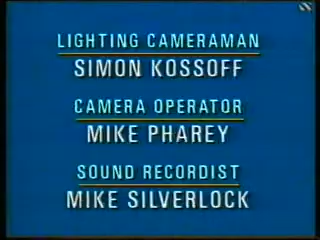 LIGHTING CAMERAMAN
SIMON KOSSOFF
CAMERA OPERATOR
MIKE PHAREY
SOUND RECORDIST
MIKE SILVERLOCK